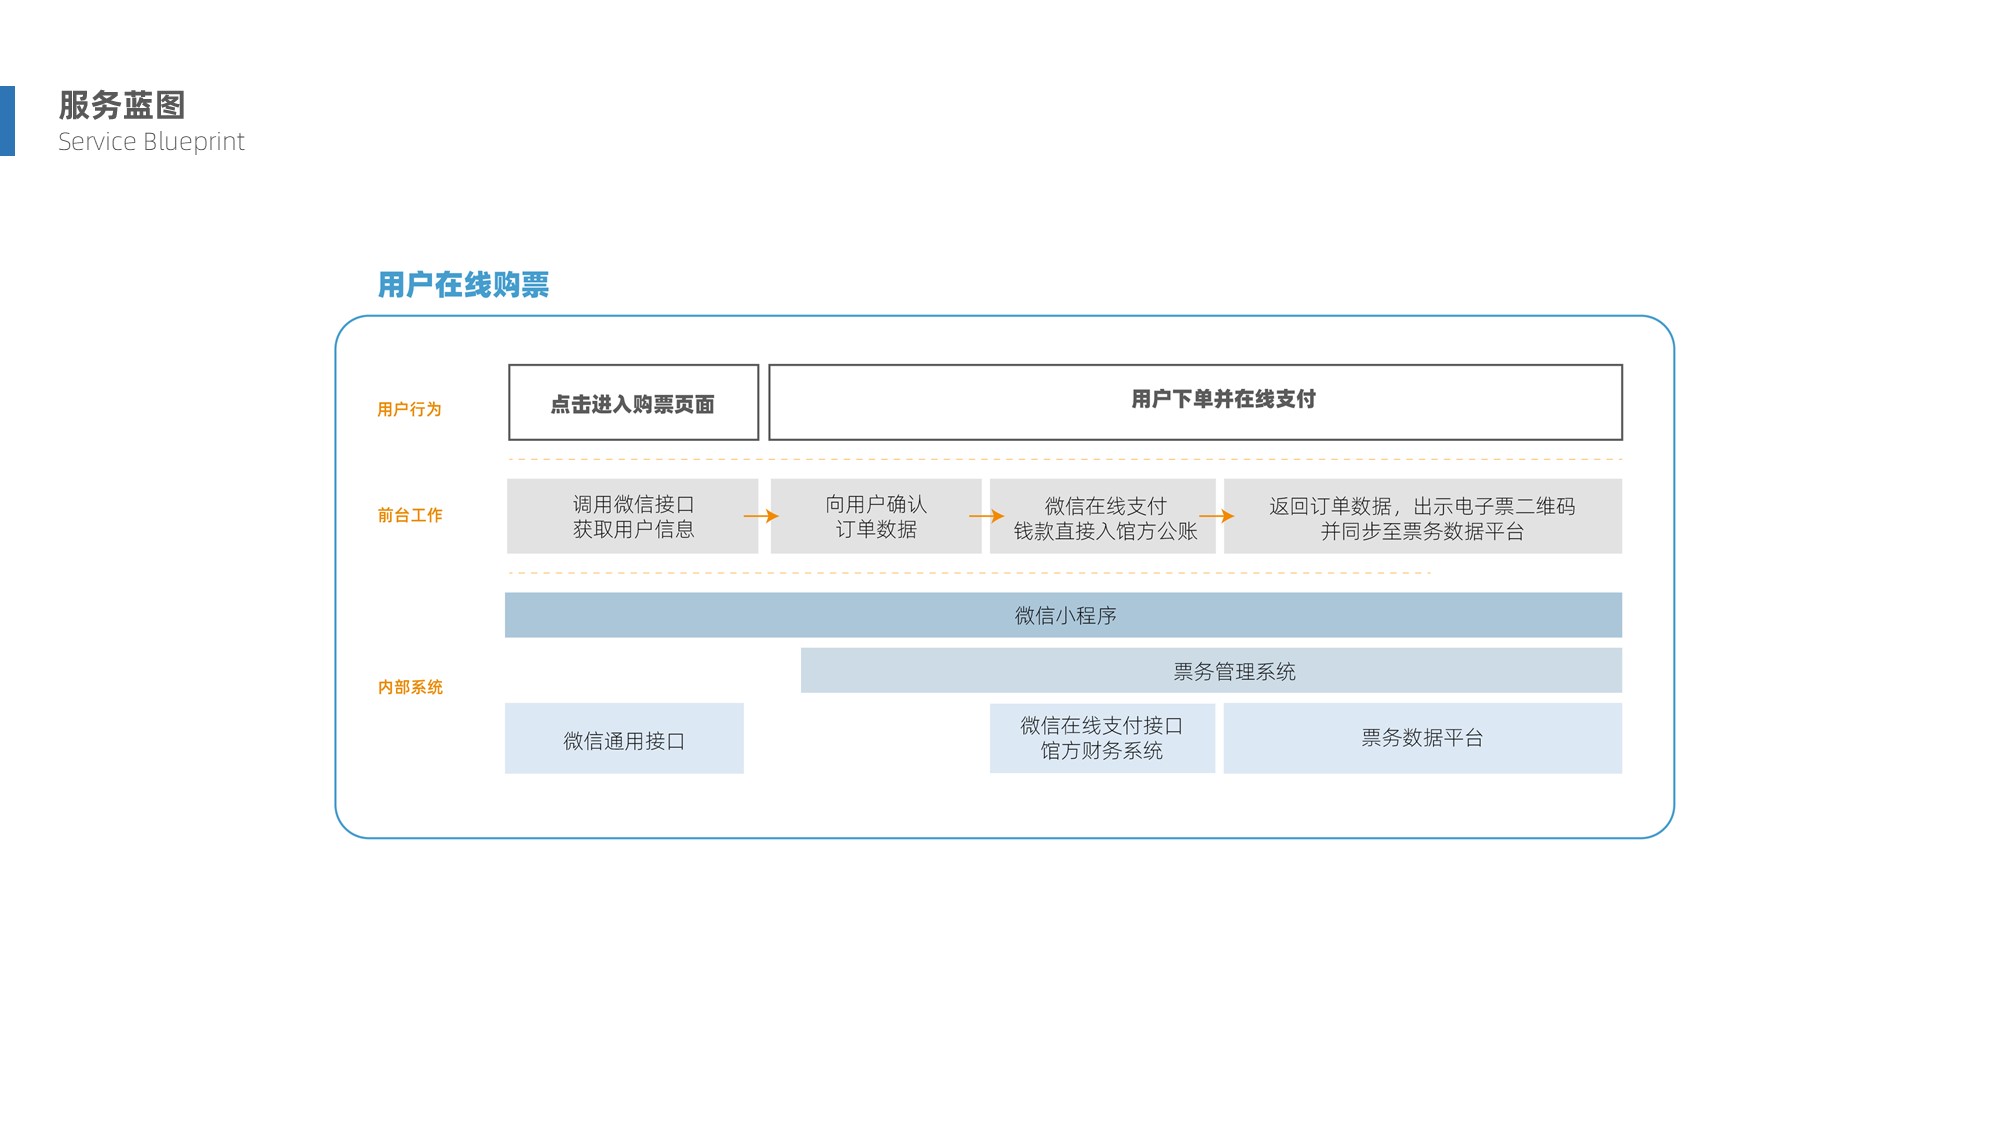 服务蓝图
Service Blueprint
用户在线购票
用户行为
点击进入购票页面
用户下单并在线支付
前台工作
调用微信接口
获取用户信息
向用户确认
订单数据
微信在线支付
钱款直接入馆方公账
返回订单数据，出示电子票二维码
并同步至票务数据平台
内部系统
微信小程序
票务管理系统
微信通用接口
微信在线支付接口
馆方财务系统
票务数据平台